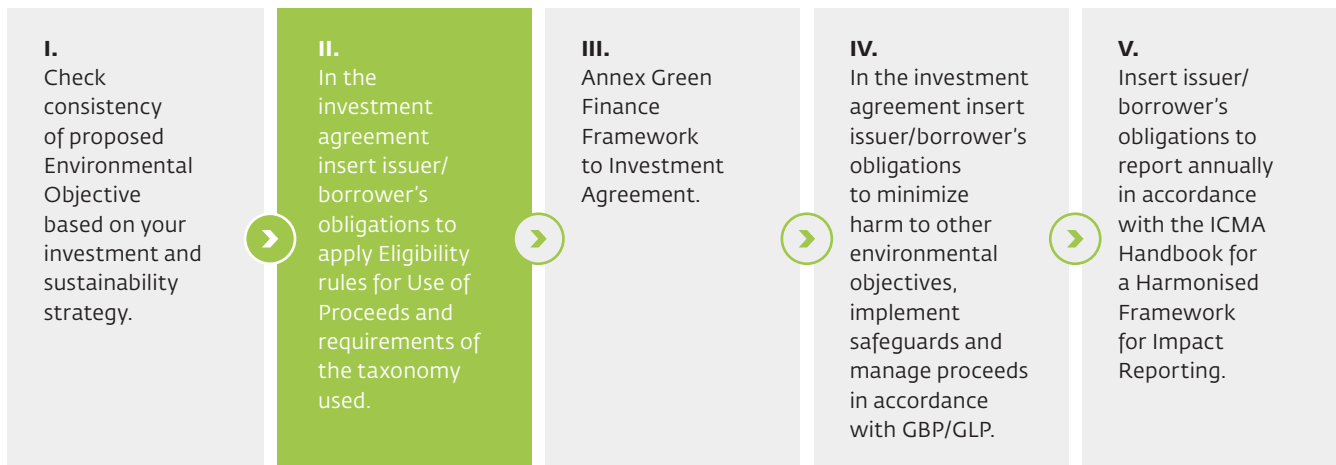 I.
Check
consistency
of proposed
Environmental
Objective
based on your
investment and
sustainability
strategy.
II.
In the
investment
agreement
insert issuer/
borrower's
obligations to
apply Eligibility
rules for Use of
Proceeds and
requirements of
the taxonomy
used.
III.
Annex Green
Finance
Framework
to Investment
Agreement.
IV.
In the investment
agreement insert
issuer/borrower's
obligations
to minimize
harm to other
environmental
objectives,
implement
safeguards and
manage proceeds
in accordance
with GBP/GLP.
V.
Insert issuer/
borrower's
obligations to
report annually
in accordance
with the ICMA
Handbook for
a Harmonised
Framework
for Impact
Reporting.